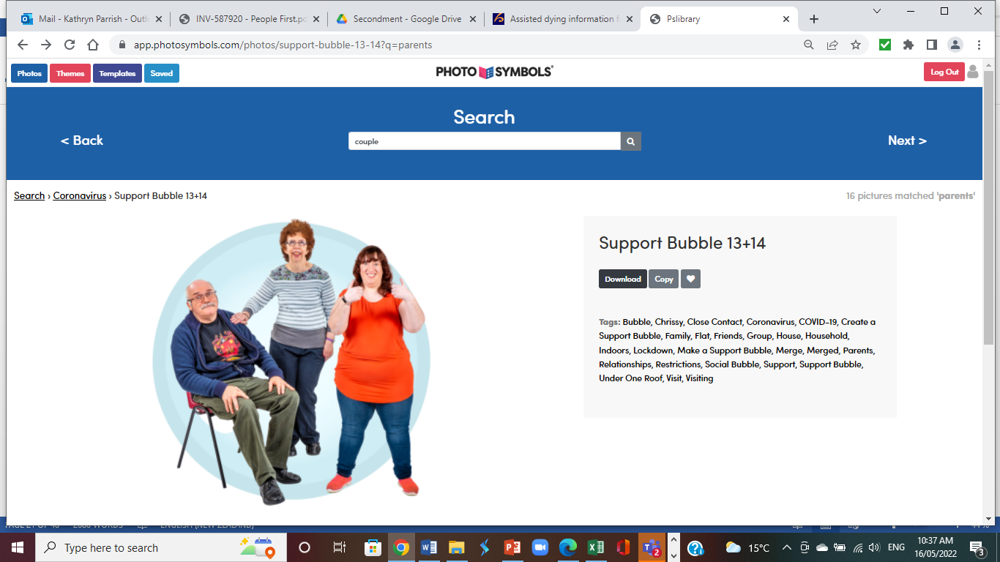 Mail - Kathryn Parrish - Outl
INV-587920 - People First.pd
Secondment - Google Drive
Assisted dying information f
Pslibrary
app.photosymbols.com/photos/support-bubble-13-14?q=parents
Photos
Themes
Templates
Saved
PHOTO SYMBOLS
Log Out
Search
< Back
couple
Next >
Search › Coronavirus › Support Bubble 13+14
16 pictures matched 'parents'
Support Bubble 13+14
Download
Copy
Tags: Bubble, Chrissy, Close Contact, Coronavirus, COVID-19, Create a
Support Bubble, Family, Flat, Friends, Group, House, Household,
Indoors, Lockdown, Make a Support Bubble, Merge, Merged, Parents,
Relationships, Restrictions, Social Bubble, Support, Support Bubble,
Under One Roof, Visit, Visiting
ENGLISH (NEW ZEALAND)
Type here to search
2
15°C
ENG
10:37 AM
16/05/2022
3